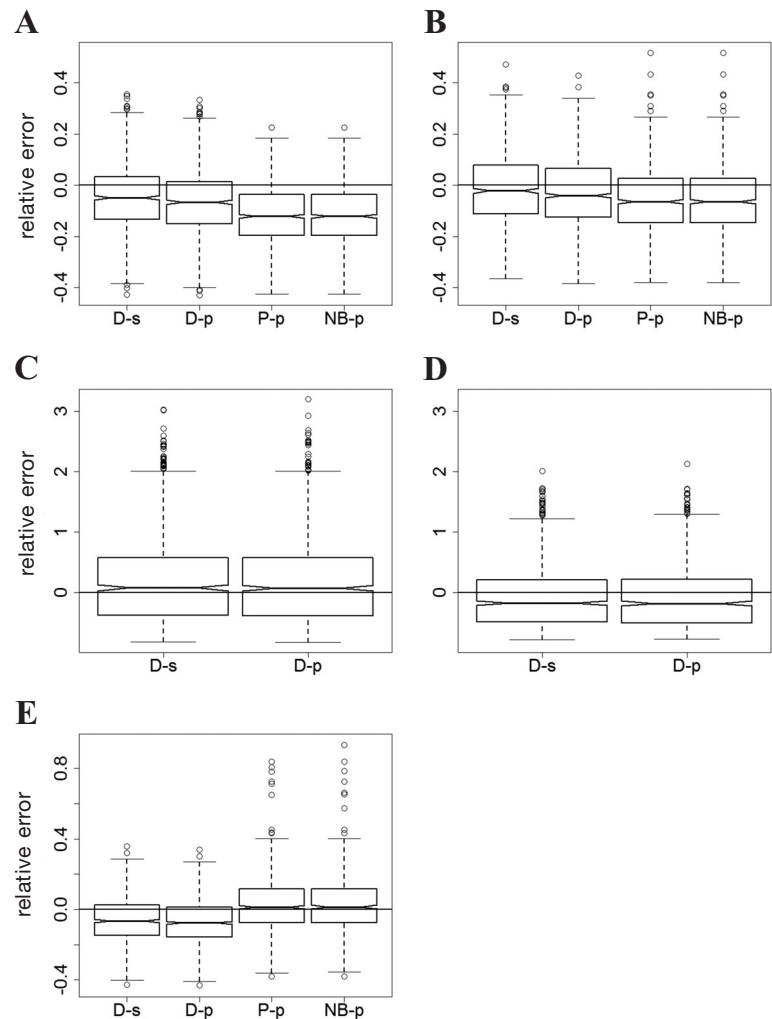 A
B
relative error
0.4
0.2
0.0
-0.2
-0.4
D-s D-p P-p NB-p
0.4
0.2
0.0
-0.2
-0.4
D-s D-p P-p NB-p
C
D
relative error
3
2
1
0
D-s D-p
3
2
1
0
D-s D-p
E
relative error
0.8
0.4
0.0
-0.4
D-s D-p P-p NB-p